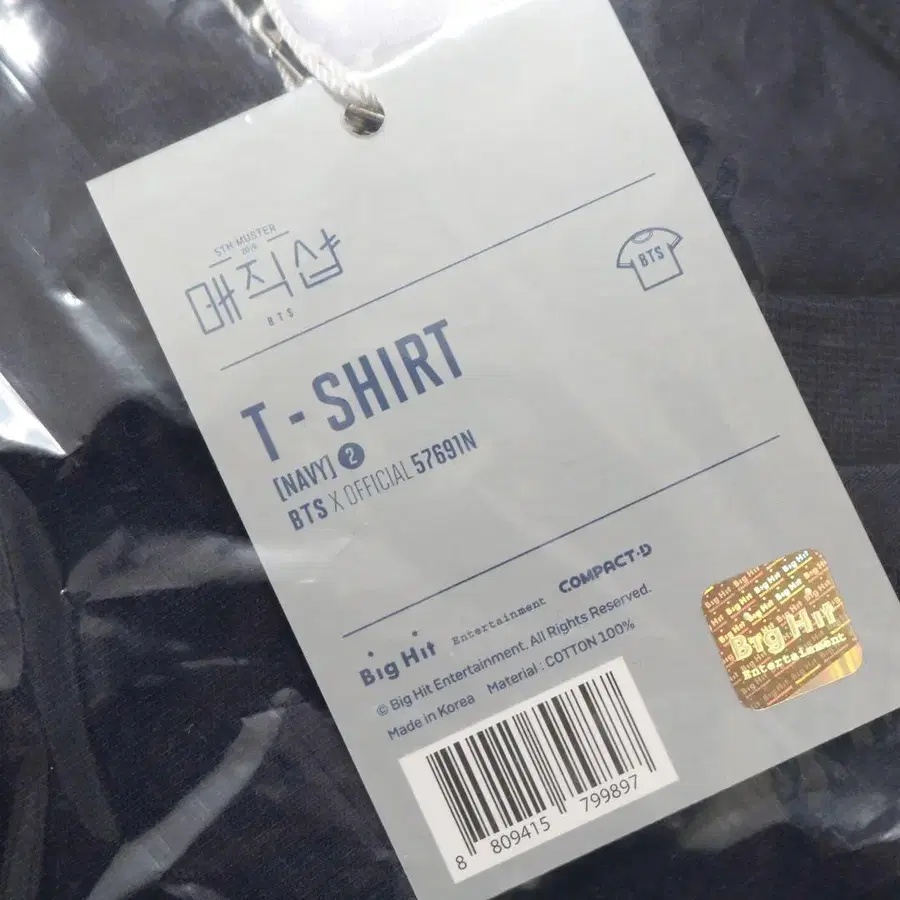 5TH MUSTER
2019
매직샵
BTS
BTS
T-SHIRT
[NAVY] 2
BTS X OFFICIAL 57691N
Big Hit Entertainment COMPACT·D
© Big Hit Entertainment. All Rights Reserved.
Made in Korea Material : COTTON 100%
8 809415 799897
Big Hit
Entertainment